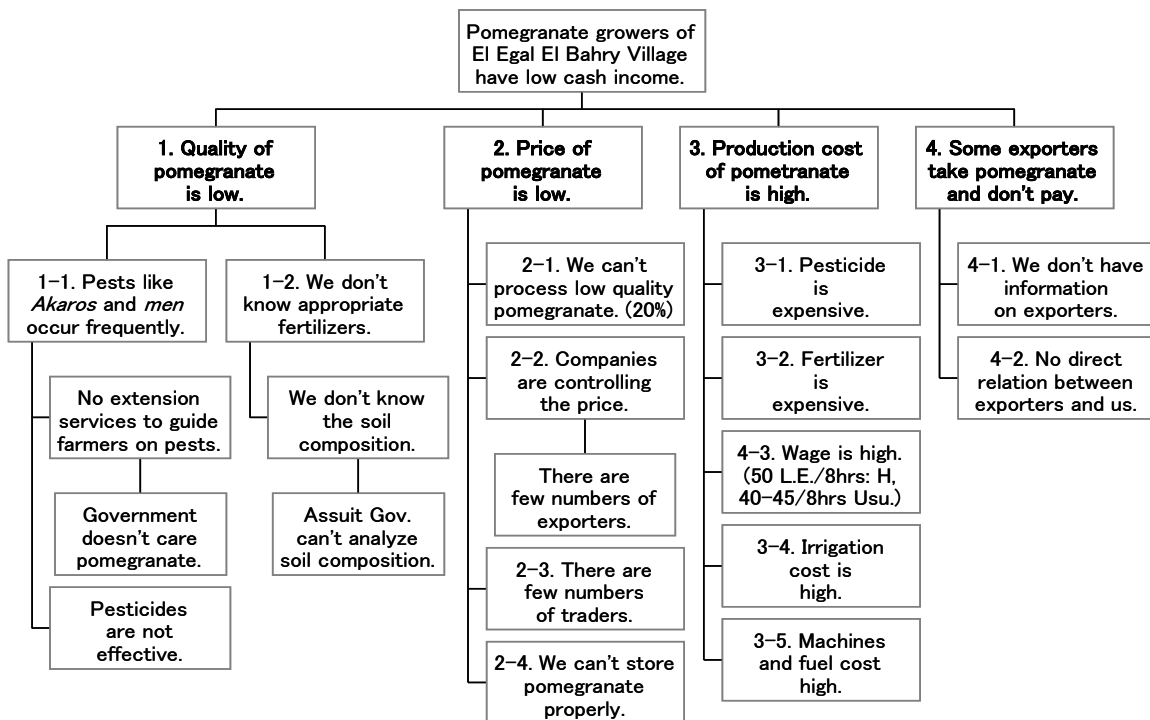 Pomegranate growers of
El Egal El Bahry Village
have low cash income.
1. Quality of
pomegranate
is low.
1-1. Pests like
Akaros and men
occur frequently.
No extension
services to guide
farmers on pests.
Government
doesn't care
pomegranate.
Pesticides
are not
effective.
1-2. We don't
know appropriate
fertilizers.
We don't know
the soil
composition.
Assuit Gov.
can't analyze
soil composition.
2. Price of
pomegranate
is low.
2-1. We can't
process low quality
pomegranate. (20%)
2-2. Companies
are controlling
the price.
There are
few numbers of
exporters.
2-3. There are
few numbers
of traders.
2-4. We can't store
pomegranate
properly.
3. Production cost
of pometranate
is high.
3-1. Pesticide
is
expensive.
3-2. Fertilizer
is
expensive.
4-3. Wage is high.
(50 L.E./8hrs: H,
40-45/8hrs Usu.)
3-4. Irrigation
cost is
high.
3-5. Machines
and fuel cost
high.
4. Some exporters
take pomegranate
and don't pay.
4-1. We don't have
information
on exporters.
4-2. No direct
relation between
exporters and us.